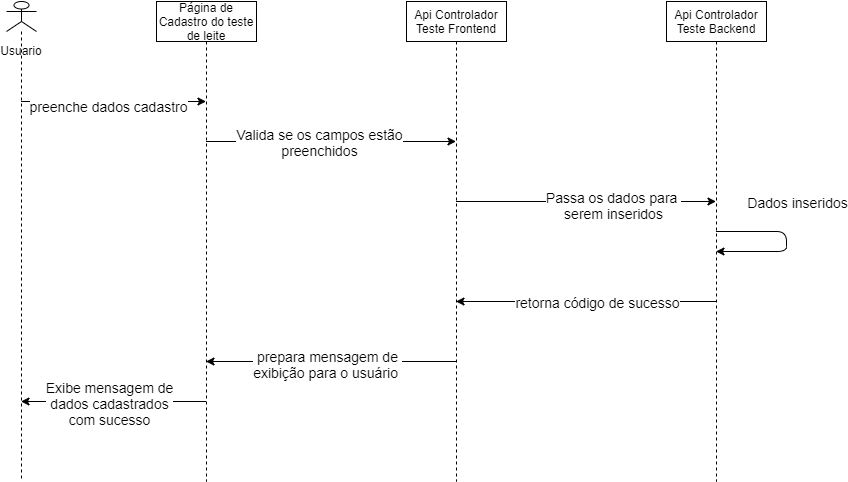 Usuario
Página de
Cadastro do teste
de leite
Api Controlador
Teste Frontend
Api Controlador
Teste Backend
preenche dados cadastro
Valida se os campos estão
preenchidos
Passa os dados para
serem inseridos
Dados inseridos
retorna código de sucesso
prepara mensagem de
exibição para o usuário
Exibe mensagem de
dados cadastrados
com sucesso